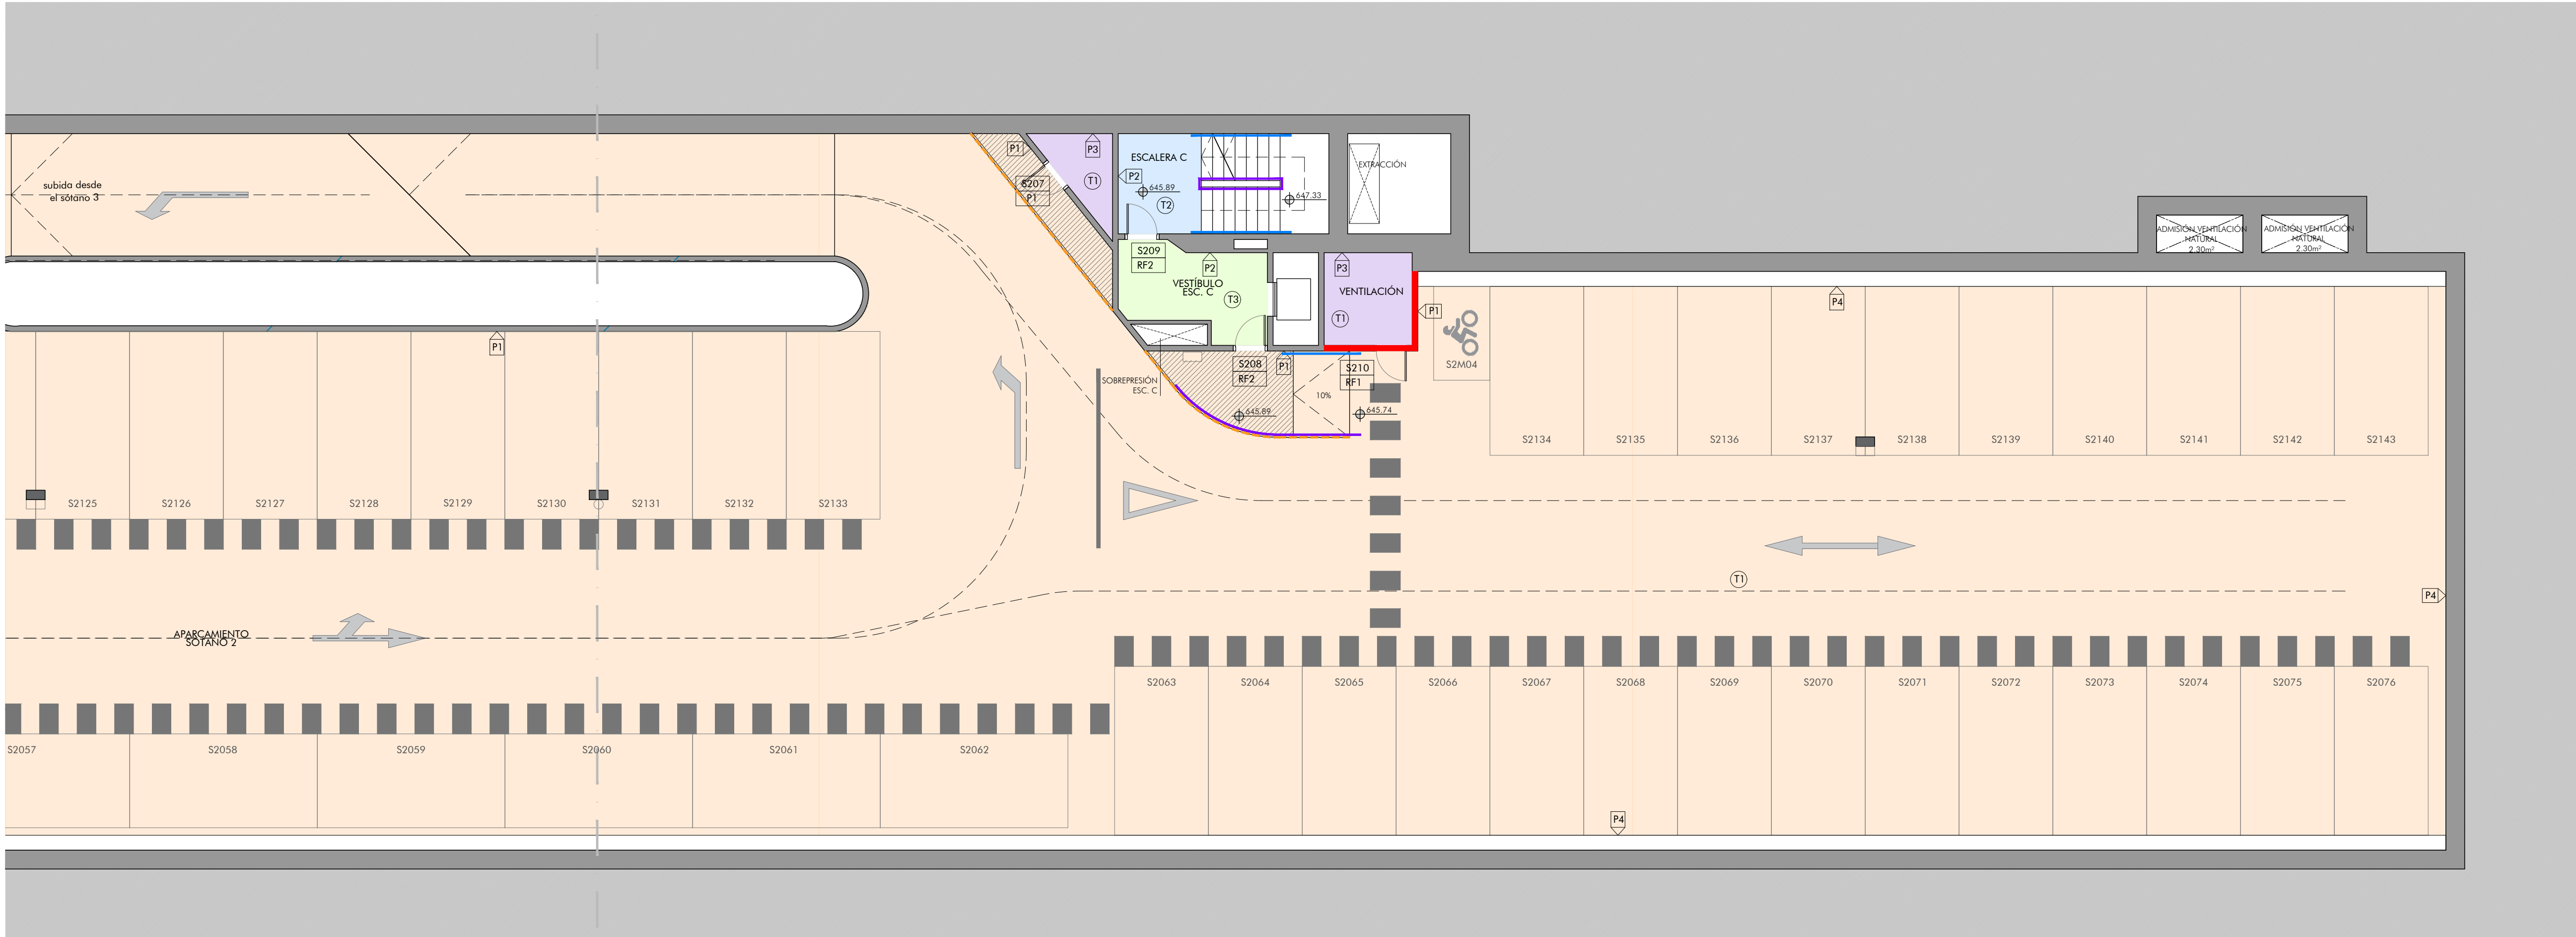 P1
P3
ESCALERA C
P2
T1
645.89
647.33
T2
EXTRACCIÓN
subida desde
el sótano 3
S207
P1
ADMISIÓN VENTILACIÓN
NATURAL
2.30m²
ADMISIÓN VENTILACIÓN
NATURAL
2.30m²
S209
RF2
P2
P3
VESTÍBULO
ESC. C
T3
VENTILACIÓN
T1
P1
P4
P1
S208
RF2
P1
S210
RF1
S2M04
SOBREPRESIÓN
ESC. C
10%
645.89
645.74
S2134
S2135
S2136
S2137
S2138
S2139
S2140
S2141
S2142
S2143
S2125
S2126
S2127
S2128
S2129
S2130
S2131
S2132
S2133
T1
P4
APARCAMIENTO
SÓTANO 2
S2063
S2064
S2065
S2066
S2067
S2068
S2069
S2070
S2071
S2072
S2073
S2074
S2075
S2076
S2057
S2058
S2059
S2060
S2061
S2062
P4